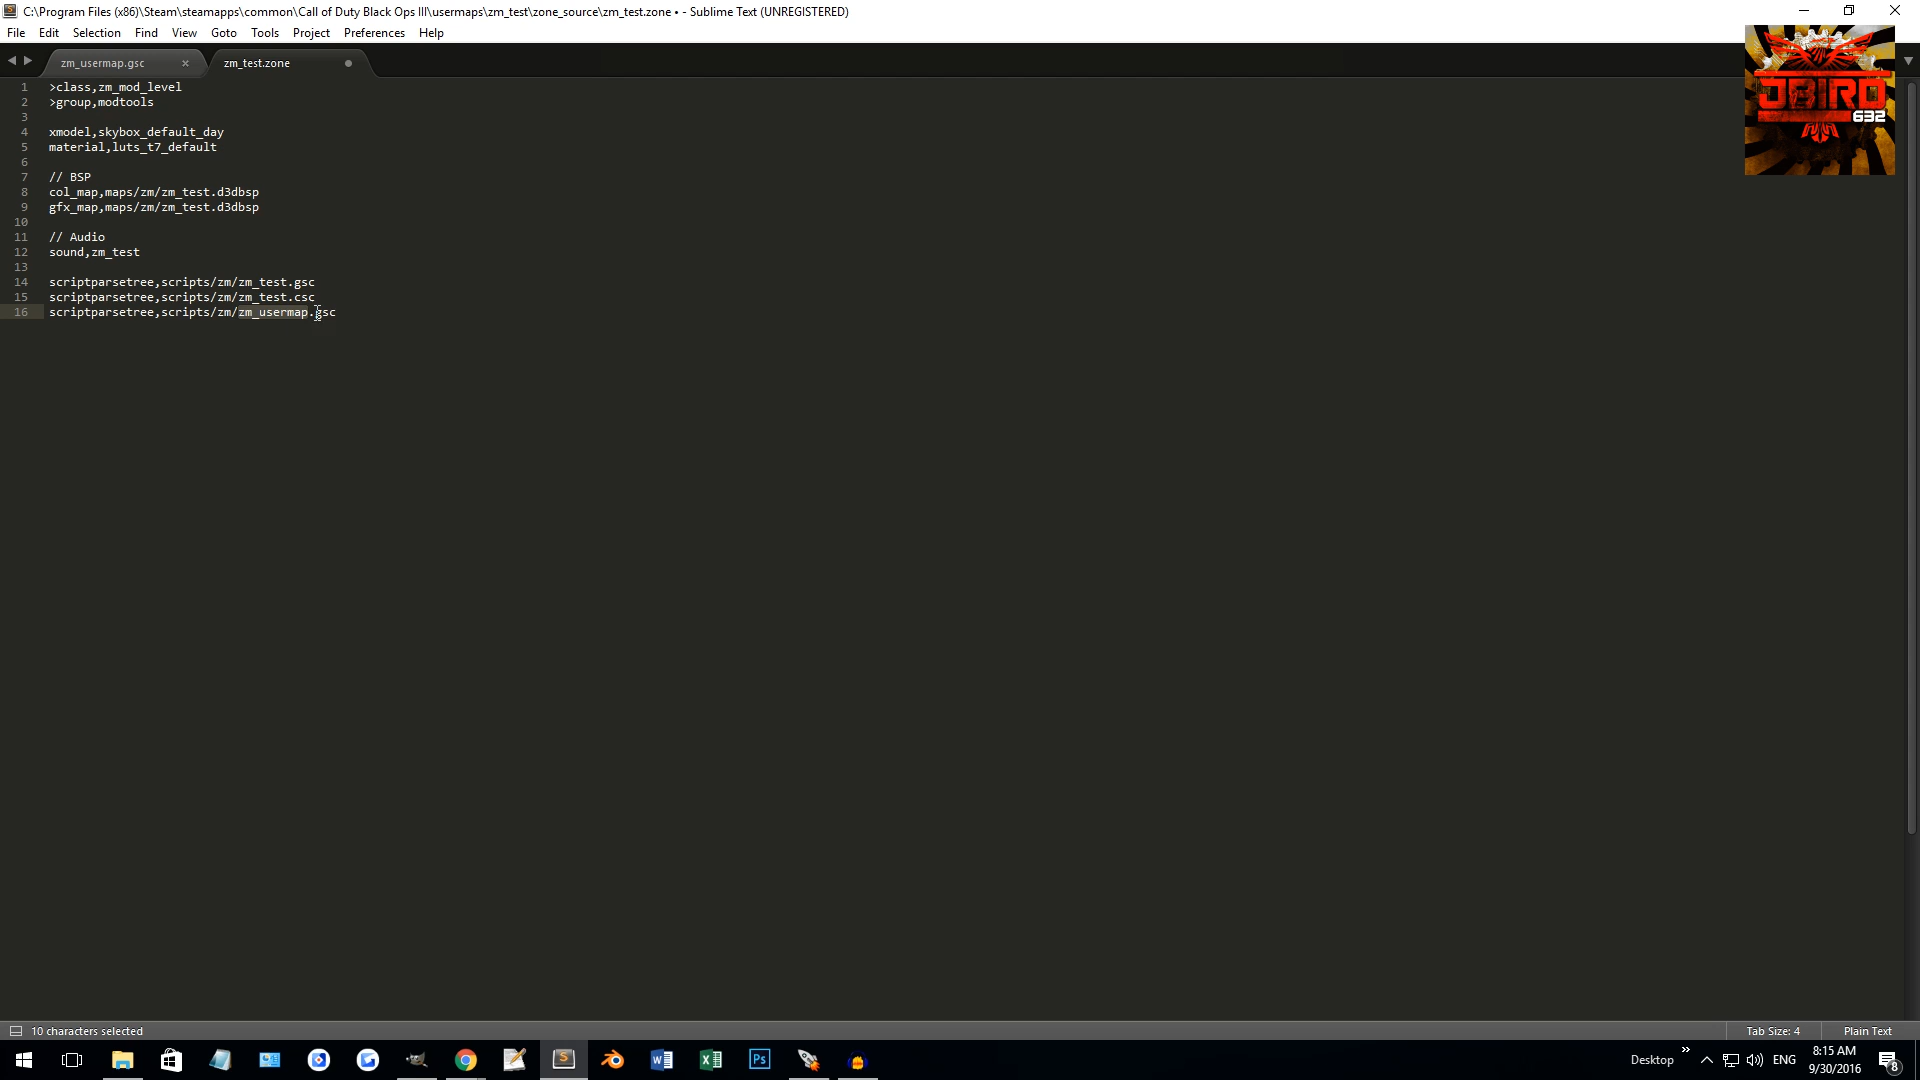 C:\Program Files (x86)\Steam\steamapps\common\Call of Duty Black Ops III\usermaps\zm_test\zone_source\zm_test.zone • - Sublime Text (UNREGISTERED)
File Edit Selection Find View Goto Tools Project Preferences Help
zm_usermap.gsc × zm_test.zone
1 >class,zm_mod_level
2 >group,modtools
3
4 xmodel,skybox_default_day
5 material,luts_t7_default
6
7 // BSP
8 col_map,maps/zm/zm_test.d3dbsp
9 gfx_map,maps/zm/zm_test.d3dbsp
10
11 // Audio
12 sound,zm_test
13
14 scriptparsetree,scripts/zm/zm_test.gsc
15 scriptparsetree,scripts/zm/zm_test.csc
16 scriptparsetree,scripts/zm/zm_usermap.gsc
JBIRD
632
10 characters selected Tab Size: 4 Plain Text
Desktop » ENG 8:15 AM
9/30/2016 8